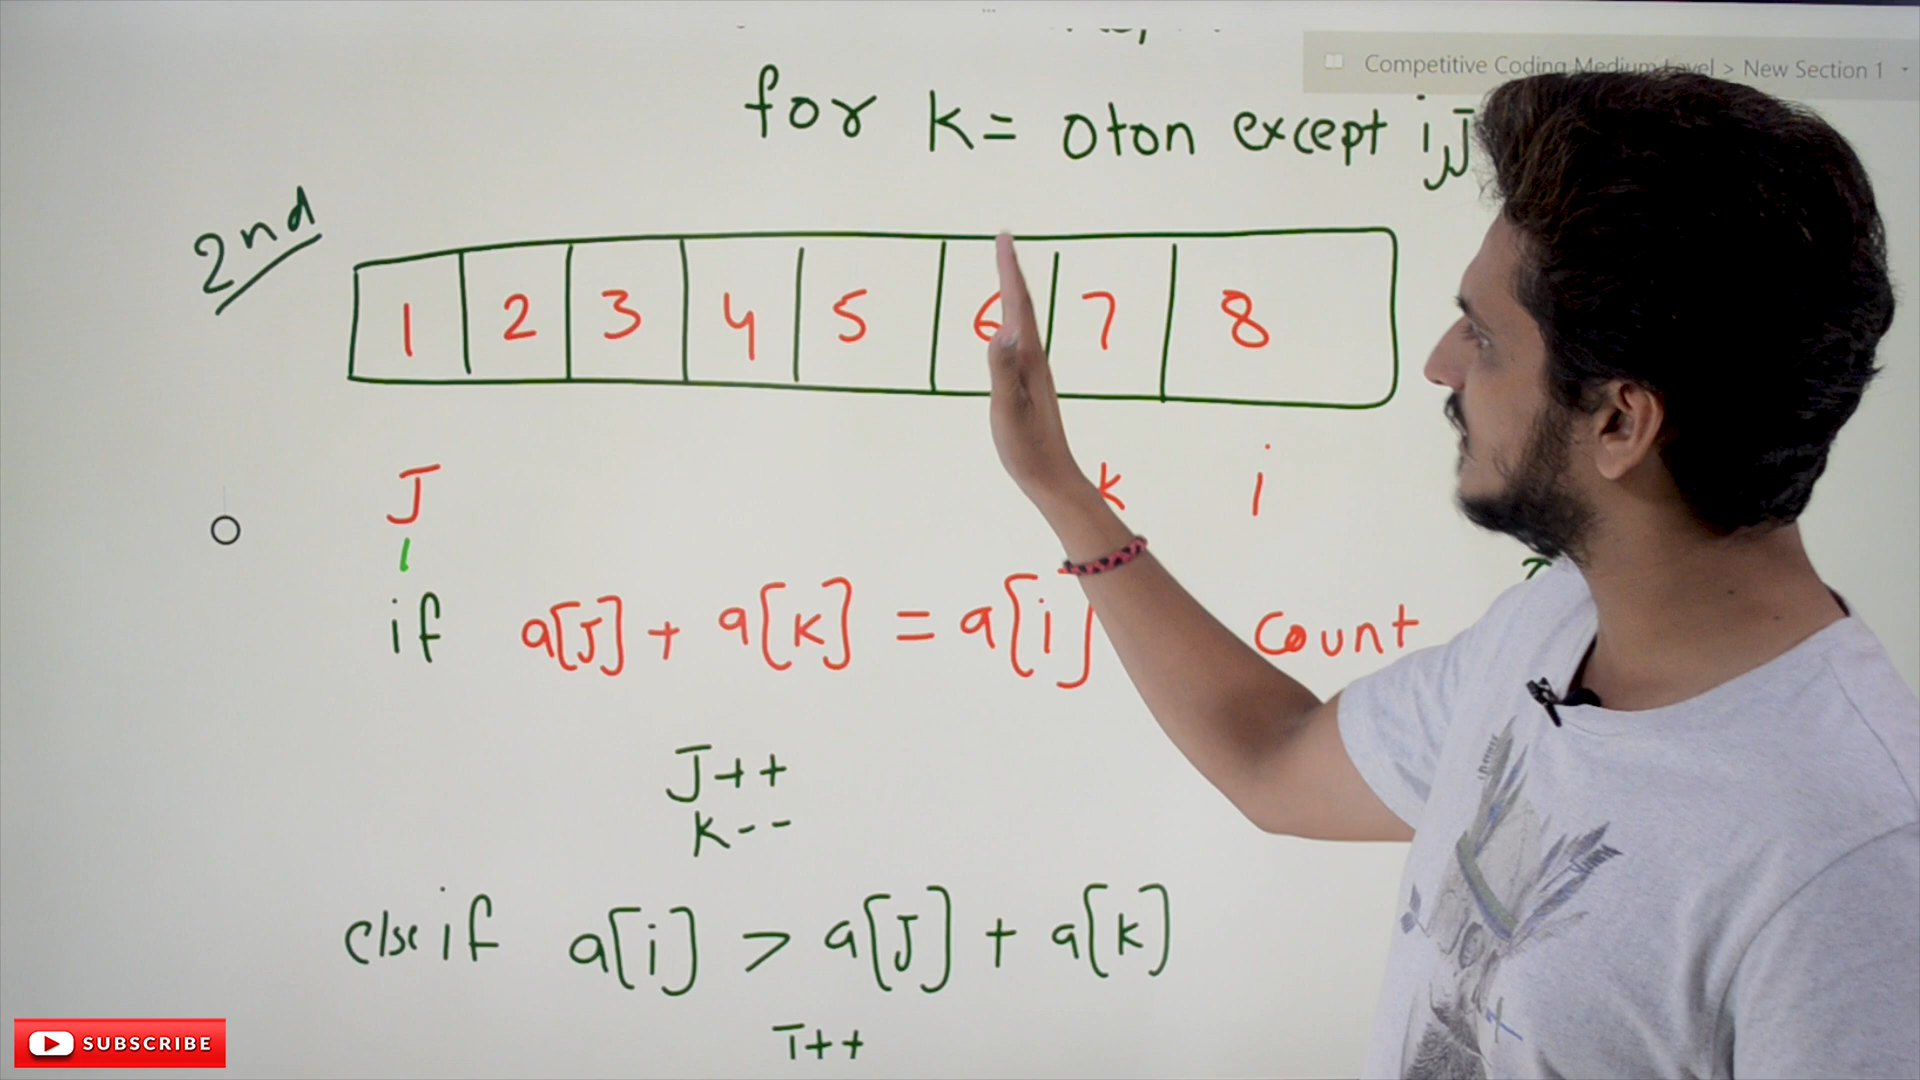 Competitive Coding Medium Level > New Section 1
for k= 0 to n except i,J
2nd
1 2 3 4 5 6 7 8
J k i
1
if a[J] + a[k] = a[i] count
J++
k--
else if a[i] > a[J] + a[k]
J++
SUBSCRIBE